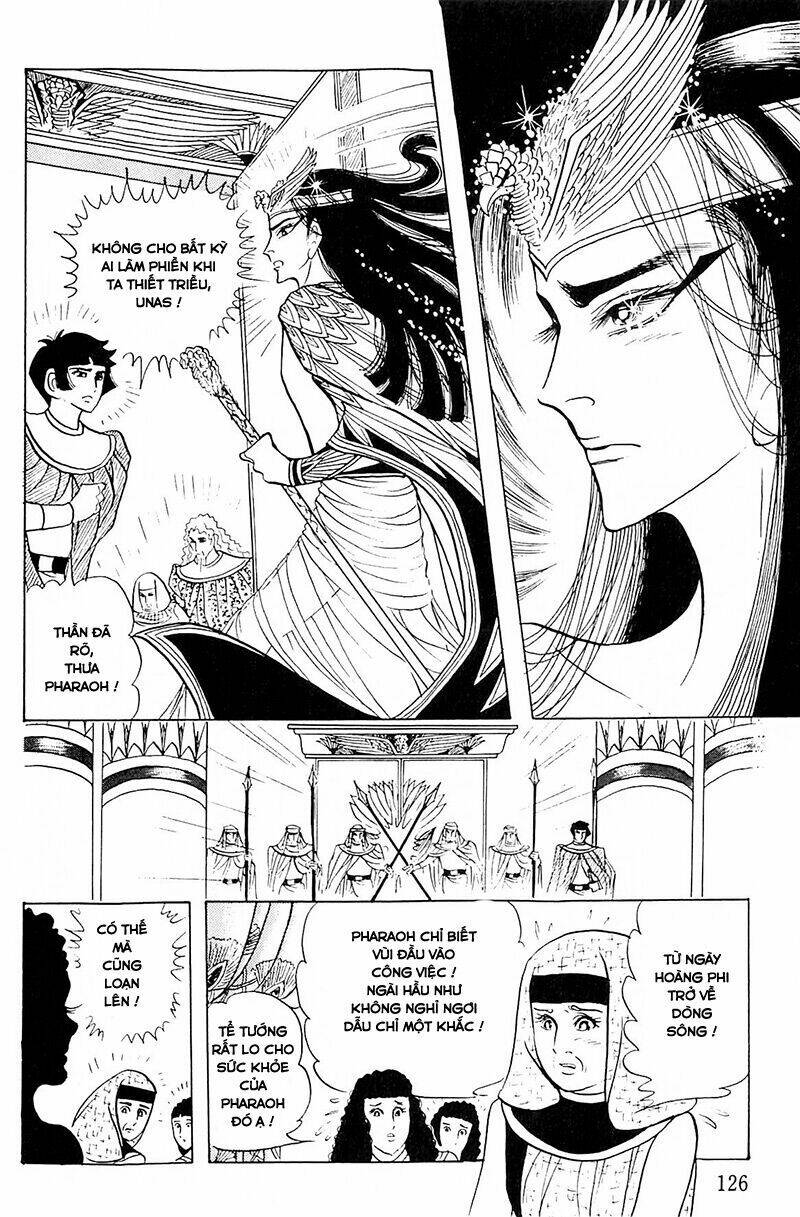 KHÔNG CHO BẤT KỲ
AI LÀM PHIỀN KHI
TA THIẾT TRIỀU,
UNAS !
THẦN ĐÃ
RÕ,
THƯA
PHARAOH !
TỪ NGÀY
HOÀNG PHI
TRỞ VỀ
DÒNG
SÔNG !
PHARAOH CHỈ BIẾT
VÙI ĐẦU VÀO
CÔNG VIỆC !
NGÀI HẦU NHƯ
KHÔNG NGHỈ NGƠI
DẪU CHỈ MỘT KHẮC !
TỂ TƯỚNG
RẤT LO CHO
SỨC KHỎE
CỦA
PHARAOH
ĐÓ Ạ !
CÓ THẾ
MÀ
CŨNG
LOẠN
LÊN !
126